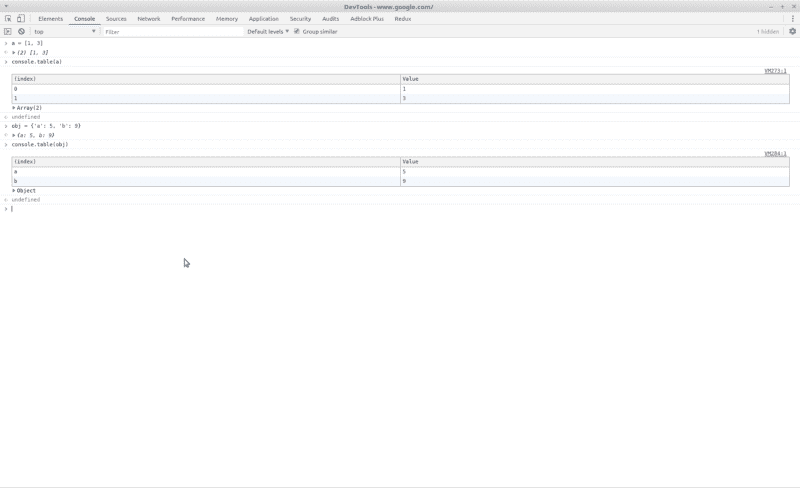 DevTools - www.google.com/
Elements Console Sources Network Performance Memory Application Security Audits Adblock Plus Redux
top Filter Default levels Group similar 1 hidden
a = [1, 3]
(2) [1, 3]
console.table(a)
VM273:1
(index) Value
0 1
1 3
Array(2)
undefined
obj = {'a': 5, 'b': 9}
{a: 5, b: 9}
console.table(obj)
VM284:1
(index) Value
a 5
b 9
Object
undefined